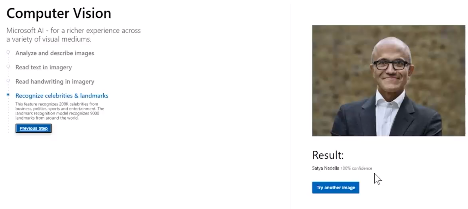 Computer Vision
Microsoft AI - for a richer experience across
a variety of visual mediums.
Analyze and describe images
Read text in imagery
Read handwriting in imagery
Recognize celebrities & landmarks
This feature recognizes 200K celebrities from
business, politics, sports and entertainment. The
landmark recognition model recognizes 9000
landmarks from around the world
Previous Step
Result:
Satya Nadella 100% confidence
Try another image